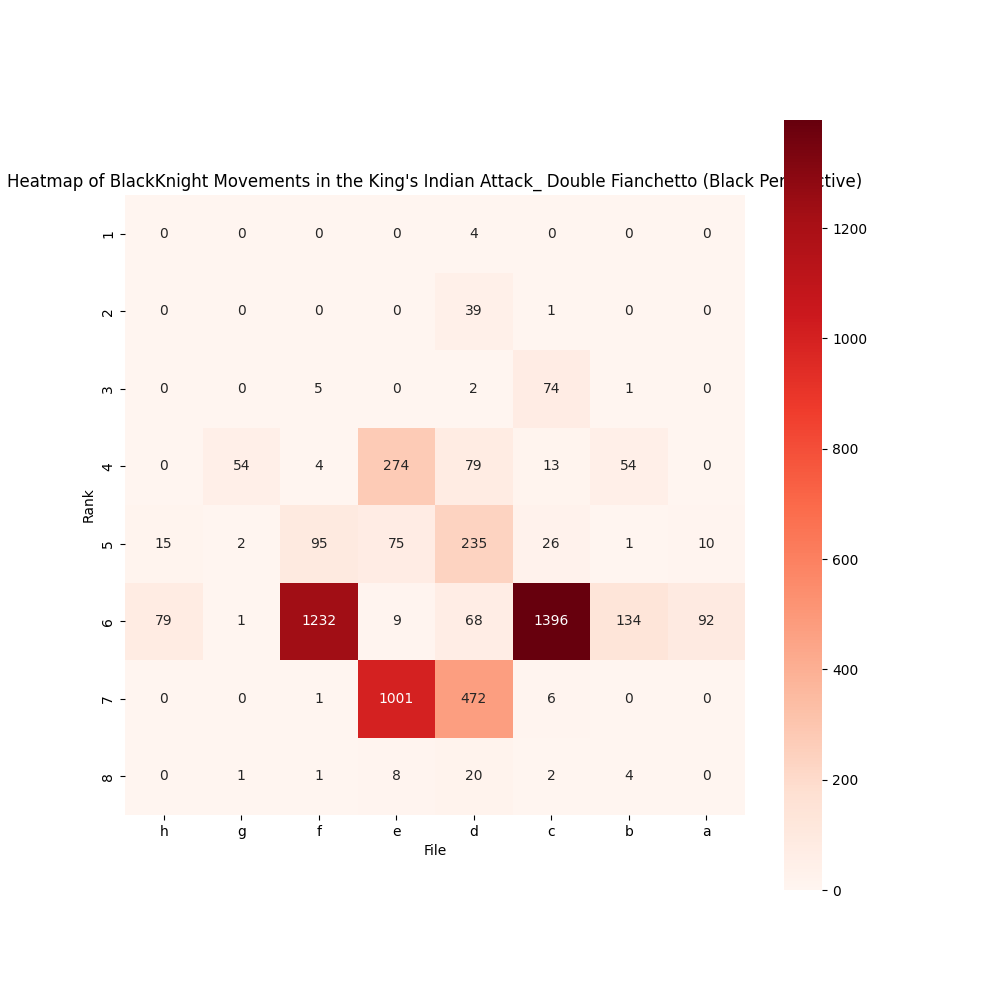 Heatmap of BlackKnight Movements in the King's Indian Attack_ Double Fianchetto (Black Per tive)
1 0 0 0 0 4 0 0 0
2 0 0 0 0 39 1 0 0
3 0 0 5 0 2 74 1 0
4 0 54 4 274 79 13 54 0
5 15 2 95 75 235 26 1 10
6 79 1 1232 9 68 1396 134 92
7 0 0 1 1001 472 6 0 0
8 0 1 1 8 20 2 4 0
h g f e d c b a
File
Rank
1200
1000
800
600
400
200
0